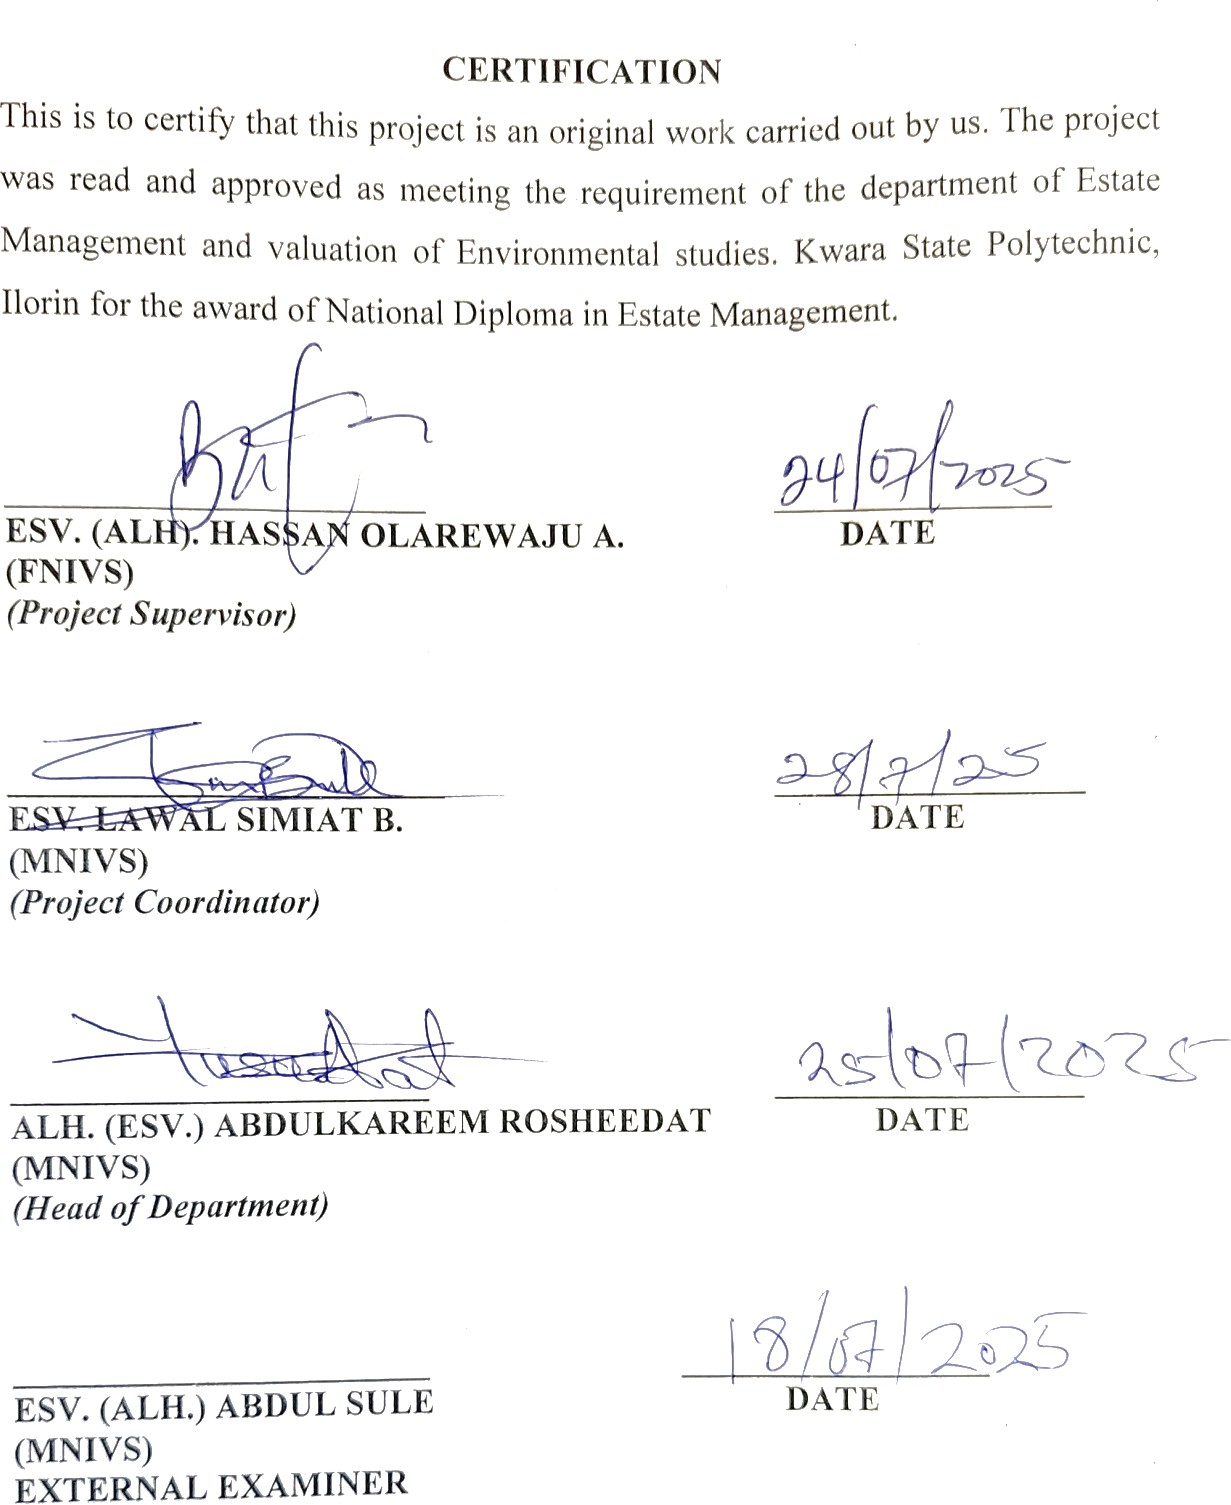 CERTIFICATION
This is to certify that this project is an original work carried out by us. The project
was read and approved as meeting the requirement of the department of Estate
Management and valuation of Environmental studies. Kwara State Polytechnic,
Ilorin for the award of National Diploma in Estate Management.
24/07/2025
ESV. (ALH). HASSAN OLAREWAJU A. DATE
(FNIVS)
(Project Supervisor)
28/7/25
ESV. LAWAL SIMIAT B. DATE
(MNIVS)
(Project Coordinator)
25/07/2025
ALH. (ESV.) ABDULKAREEM ROSHEEDAT DATE
(MNIVS)
(Head of Department)
18/07/2025
ESV. (ALH.) ABDUL SULE DATE
(MNIVS)
EXTERNAL EXAMINER